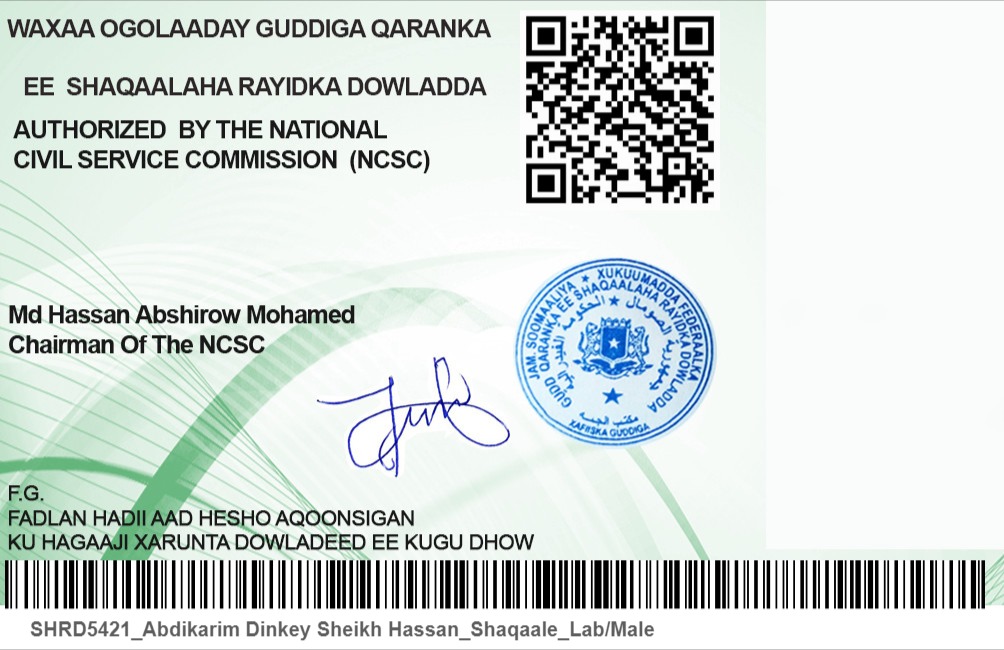 WAXAA OGOLAADAY GUDDIGA QARANKA
EE SHAQAALAHA RAYIDKA DOWLADDA
AUTHORIZED BY THE NATIONAL
CIVIL SERVICE COMMISSION (NCSC)
Md Hassan Abshirow Mohamed
Chairman Of The NCSC
JAM. SOOMAALIYA ★ XUKUUMADDA FEDERAALKA
GUDD QARANKA EE SHAQAALAHA RAYIDKA DOWLADDA
XAFIISKA GUDDIGA
F.G.
FADLAN HADII AAD HESHO AQOONSIGAN
KU HAGAAJI XARUNTA DOWLADEED EE KUGU DHOW
SHRD5421_Abdikarim Dinkey Sheikh Hassan_Shaqaale_Lab/Male